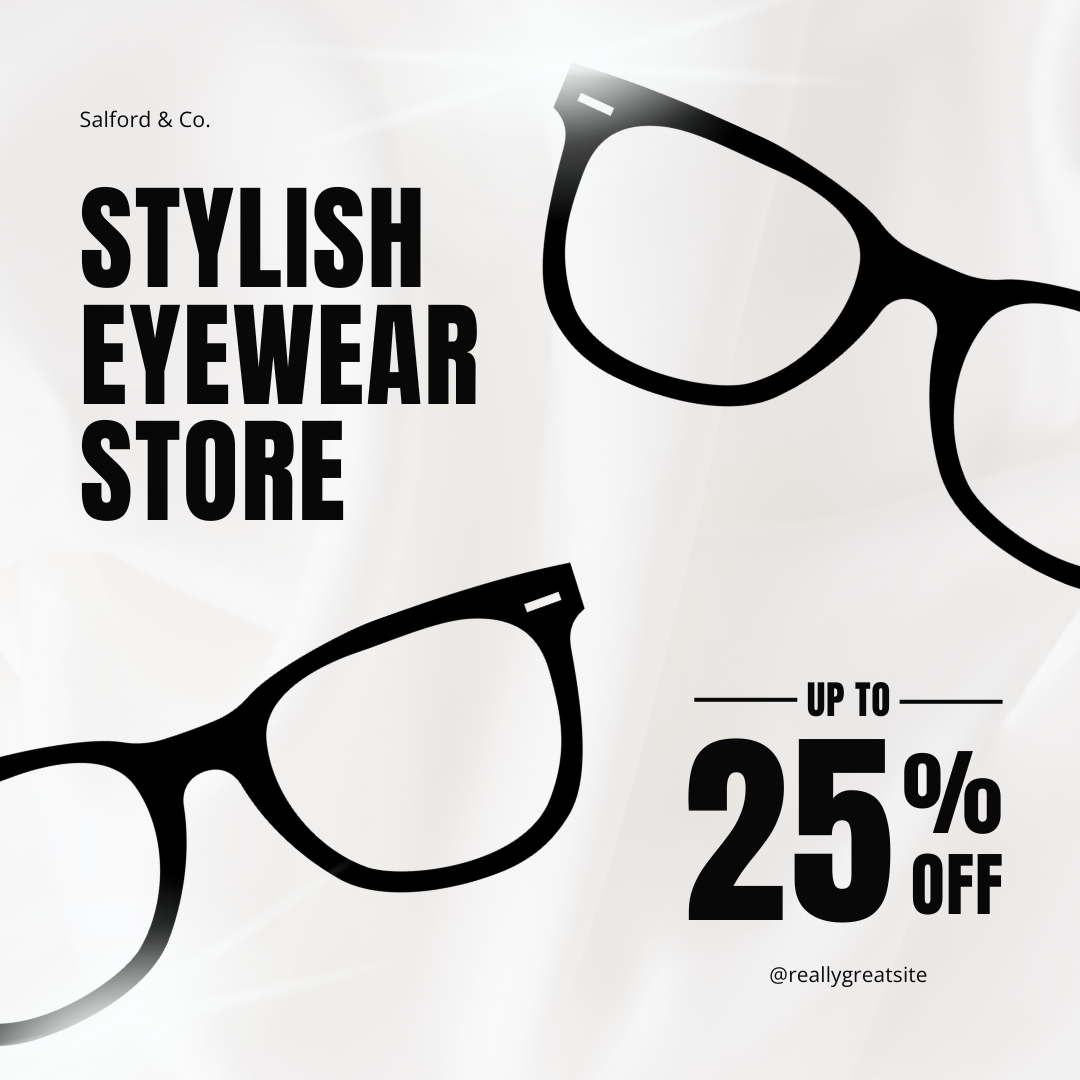 Salford & Co.
STYLISH
EYEWEAR
STORE
UP TO
25%
OFF
@reallygreatsite